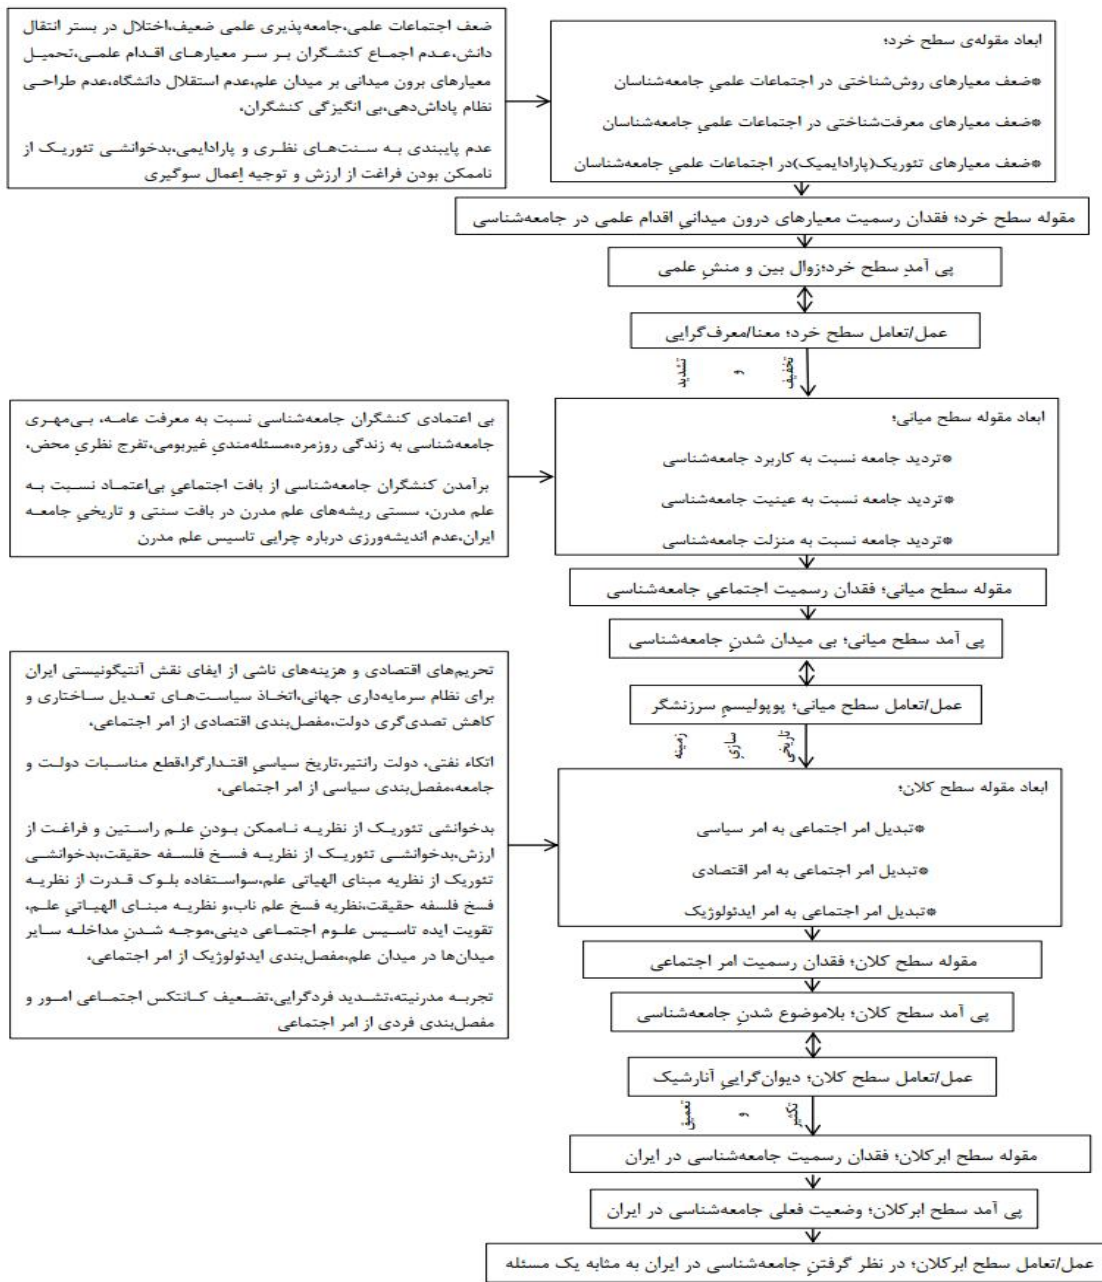 ضعف اجتماعات علمی،جامعه‌پذیری علمی ضعیف،اختلال در بستر انتقال
دانش،عدم اجماع کنشگران بر سر معیارهای اقدام علمی،تحمیل
معیارهای برون میدانی بر میدان علم،عدم استقلال دانشگاه،عدم طراحی
نظام پاداش‌دهی،بی انگیزگی کنشگران،
عدم پایبندی به سنت‌های نظری و پارادایمی،بدخوانشی تئوریک از
ناممکن بودن فراغت از ارزش و توجیه اِعمال سوگیری
ابعاد مقوله‌ی سطح خرد؛
*ضعف معیارهای روش‌شناختی در اجتماعات علمیِ جامعه‌شناسان
*ضعف معیارهای معرفت‌شناختی در اجتماعات علمیِ جامعه‌شناسان
*ضعف معیارهای تئوریک(پارادایمیک)در اجتماعات علمیِ جامعه‌شناسان
مقوله سطح خرد؛ فقدان رسمیت معیارهای درون میدانیِ اقدام علمی در جامعه‌شناسی
پی آمدِ سطح خرد؛زوال بین و منشِ علمی
عمل/تعامل سطح خرد؛ معنا/معرف‌گرایی
تخفیف
و
تشدید
بی اعتمادی کنشگران جامعه‌شناسی نسبت به معرفت عامه، بی‌مهری
جامعه‌شناسی به زندگی روزمره،مسئله‌مندیِ غیربومی،تفرج نظریِ محض،
برآمدن کنشگران جامعه‌شناسی از بافت اجتماعیِ بی‌اعتماد نسبت به
علم مدرن، سستی ریشه‌های علم مدرن در بافت سنتی و تاریخیِ جامعه
ایران،عدم اندیشه‌ورزی درباره چرایی تاسیس علم مدرن
ابعاد مقوله سطح میانی؛
*تردید جامعه نسبت به کاربرد جامعه‌شناسی
*تردید جامعه نسبت به عینیت جامعه‌شناسی
*تردید جامعه نسبت به منزلت جامعه‌شناسی
مقوله سطح میانی؛ فقدان رسمیت اجتماعیِ جامعه‌شناسی
پی آمد سطح میانی؛ بی میدان شدنِ جامعه‌شناسی
عمل/تعامل سطح میانی؛ پوپولیسمِ سرزنشگر
تاریخی
سازیِ
زمینه
تحریم‌های اقتصادی و هزینه‌های ناشی از ایفای نقش آنتیگونیستی ایران
برای نظام سرمایه‌داری جهانی،اتخاذ سیاست‌های تعدیل ساختاری و
کاهش تصدی‌گری دولت،مفصل‌بندی اقتصادی از امر اجتماعی،
اتکاء نفتی، دولت رانتیر،تاریخ سیاسیِ اقتدارگرا،قطع مناسبات دولت و
جامعه،مفصل‌بندی سیاسی از امر اجتماعی،
بدخوانشی تئوریک از نظریه ناممکن بودنِ علم راستین و فراغت از
ارزش،بدخوانشی تئوریک از نظریه فسخ فلسفه حقیقت،بدخوانشی
تئوریک از نظریه مبنای الهیاتی علم،سواستفاده بلوک قدرت از نظریه
فسخ فلسفه حقیقت،نظریه فسخ علم ناب،و نظریه مبنای الهیاتیِ علم،
تقویت ایده تاسیس علوم اجتماعی دینی،موجه شدنِ مداخله سایر
میدان‌ها در میدان علم،مفصل‌بندی ایدئولوژیک از امر اجتماعی،
تجربه مدرنیته،تشدید فردگرایی،تضعیف کانتکس اجتماعی امور و
مفصل‌بندی فردی از امر اجتماعی
ابعاد مقوله سطح کلان؛
*تبدیل امر اجتماعی به امر سیاسی
*تبدیل امر اجتماعی به امر اقتصادی
*تبدیل امر اجتماعی به امر ایدئولوژیک
مقوله سطح کلان؛ فقدان رسمیت امر اجتماعی
پی آمد سطح کلان؛ بلاموضوع شدنِ جامعه‌شناسی
عمل/تعامل سطح کلان؛ دیوان‌گراییِ آنارشیک
تکثیر
و
تعمیق
مقوله سطح ابرکلان؛ فقدان رسمیت جامعه‌شناسی در ایران
پی آمد سطح ابرکلان؛ وضعیت فعلی جامعه‌شناسی در ایران
عمل/تعامل سطح ابرکلان؛ در نظر گرفتنِ جامعه‌شناسی در ایران به مثابه یک مسئله